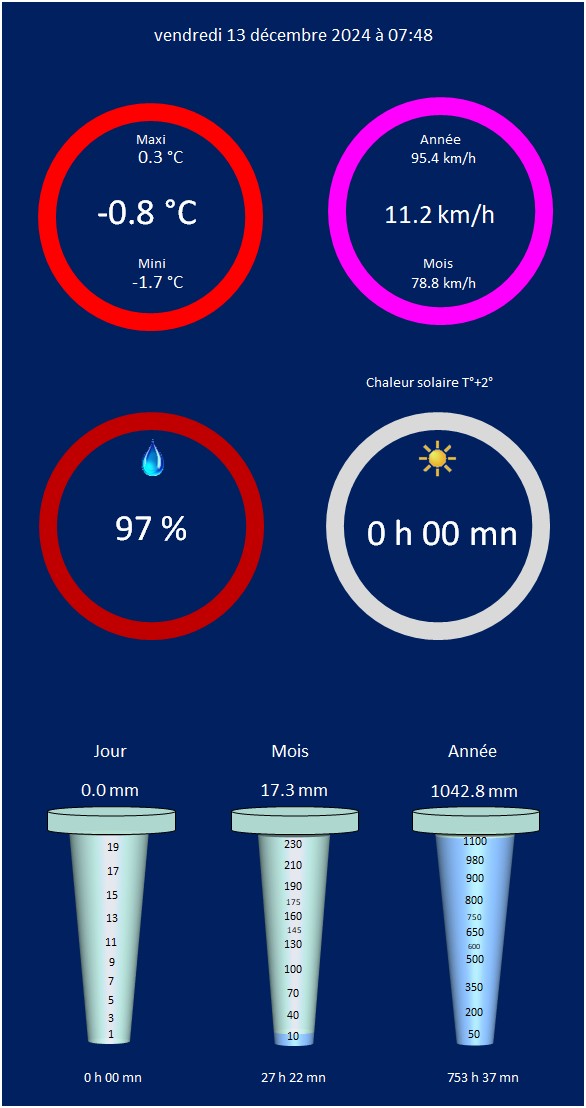 vendredi 13 décembre 2024 à 07:48
Maxi
0.3 °C
-0.8 °C
Mini
-1.7 °C
Année
95.4 km/h
11.2 km/h
Mois
78.8 km/h
Chaleur solaire T°+2°
97 %
0 h 00 mn
Jour
0.0 mm
19
17
15
13
11
9
7
5
3
1
0 h 00 mn
Mois
17.3 mm
230
210
190
175
160
145
130
100
70
40
10
27 h 22 mn
Année
1042.8 mm
1100
980
900
800
750
650
600
500
350
200
50
753 h 37 mn